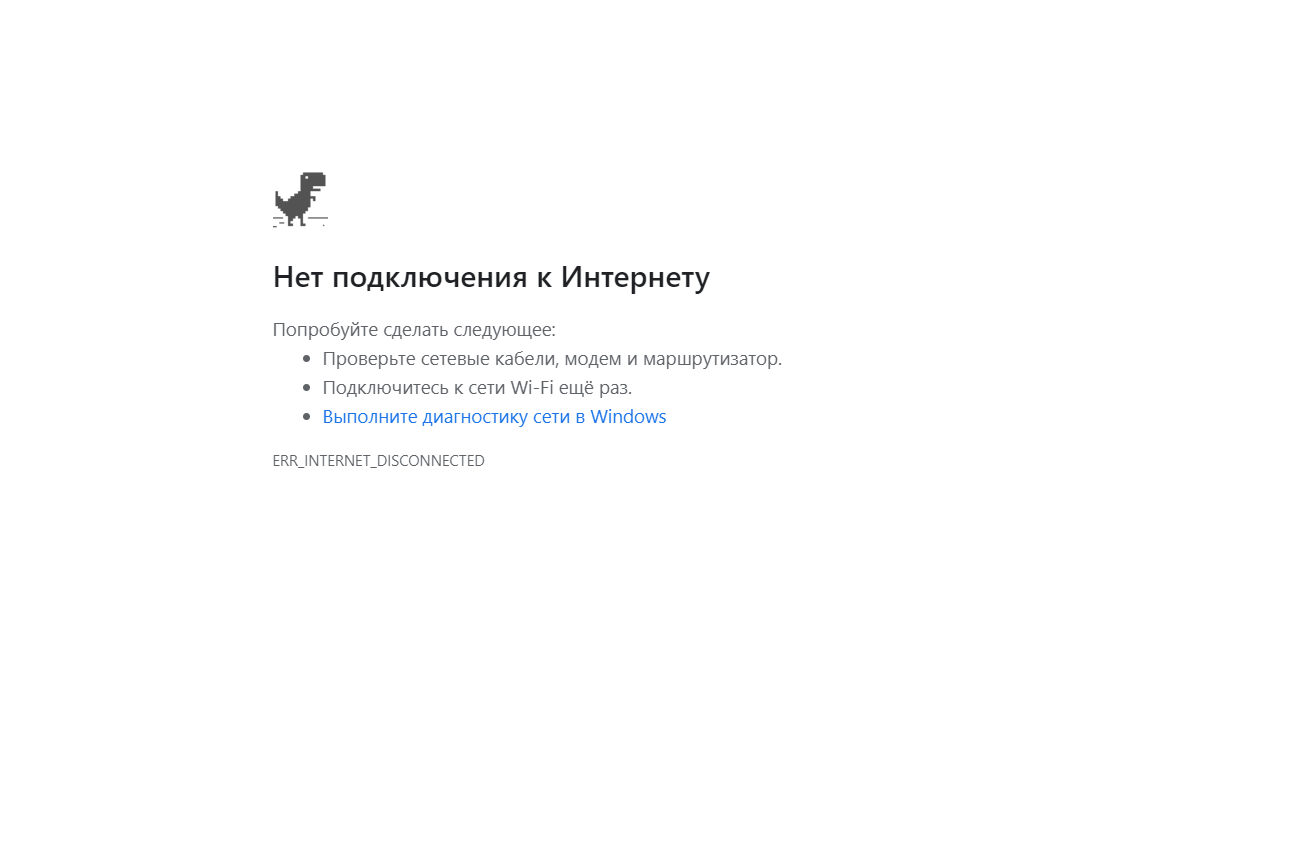 Нет подключения к Интернету
Попробуйте сделать следующее:
Проверьте сетевые кабели, модем и маршрутизатор.
Подключитесь к сети Wi-Fi ещё раз.
Выполните диагностику сети в Windows
ERR_INTERNET_DISCONNECTED